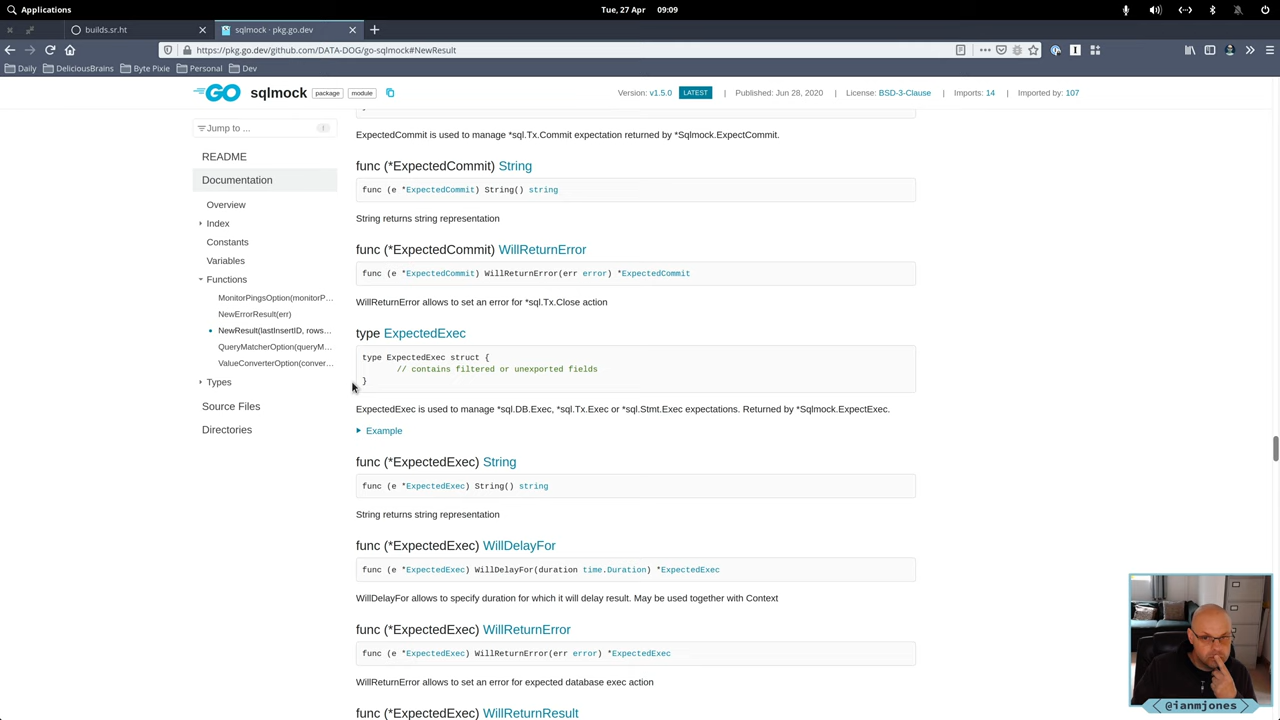 Applications
Tue, 27 Apr 09:09
builds.sr.ht
sqlmock · pkg.go.dev
https://pkg.go.dev/github.com/DATA-DOG/go-sqlmock#NewResult
Daily
DeliciousBrains
Byte Pixie
Personal
Dev
GO
sqlmock
package
module
Version: v1.5.0
LATEST
| Published: Jun 28, 2020
| License: BSD-3-Clause
| Imports: 14
| Imported by: 107
Jump to ...
README
Documentation
Overview
Index
Constants
Variables
Functions
MonitorPingsOption(monitorP...
NewErrorResult(err)
NewResult(lastInsertID, rows...
QueryMatcherOption(queryM...
ValueConverterOption(conver...
Types
Source Files
Directories
ExpectedCommit is used to manage *sql.Tx.Commit expectation returned by *Sqlmock.ExpectCommit.
func (*ExpectedCommit) String
func (e *ExpectedCommit) String() string
String returns string representation
func (*ExpectedCommit) WillReturnError
func (e *ExpectedCommit) WillReturnError(err error) *ExpectedCommit
WillReturnError allows to set an error for *sql.Tx.Close action
type ExpectedExec
type ExpectedExec struct {
// contains filtered or unexported fields
}
ExpectedExec is used to manage *sql.DB.Exec, *sql.Tx.Exec or *sql.Stmt.Exec expectations. Returned by *Sqlmock.ExpectExec.
Example
func (*ExpectedExec) String
func (e *ExpectedExec) String() string
String returns string representation
func (*ExpectedExec) WillDelayFor
func (e *ExpectedExec) WillDelayFor(duration time.Duration) *ExpectedExec
WillDelayFor allows to specify duration for which it will delay result. May be used together with Context
func (*ExpectedExec) WillReturnError
func (e *ExpectedExec) WillReturnError(err error) *ExpectedExec
WillReturnError allows to set an error for expected database exec action
func (*ExpectedExec) WillReturnResult
@ianmjones